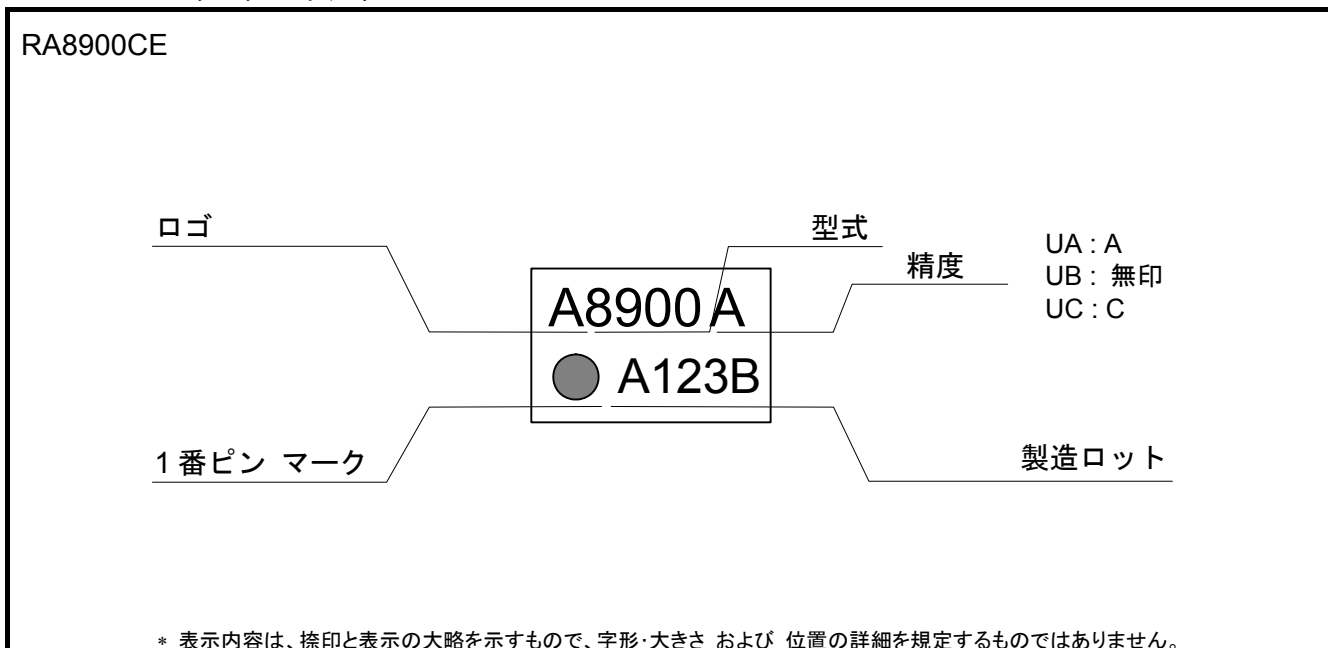 RA8900CE
ロゴ
型式
精度
UA : A
UB : 無印
UC : C
A8900 A
A123B
1番ピン マーク
製造ロット
* 表示内容は、捺印と表示の大略を示すもので、字形・大きさ および 位置の詳細を規定するものではありません。